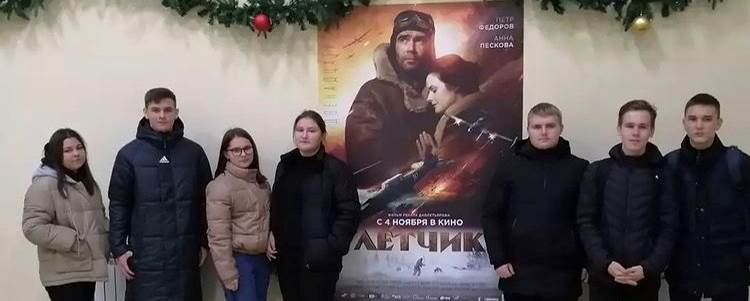 ПЕТР
ФЕДОРОВ
АННА
ПЕСКОВА
ФИЛЬМ РЕНАТА ДАВЛЕТЬЯРОВА
С 4 НОЯБРЯ В КИНО
ЛЕТЧИК